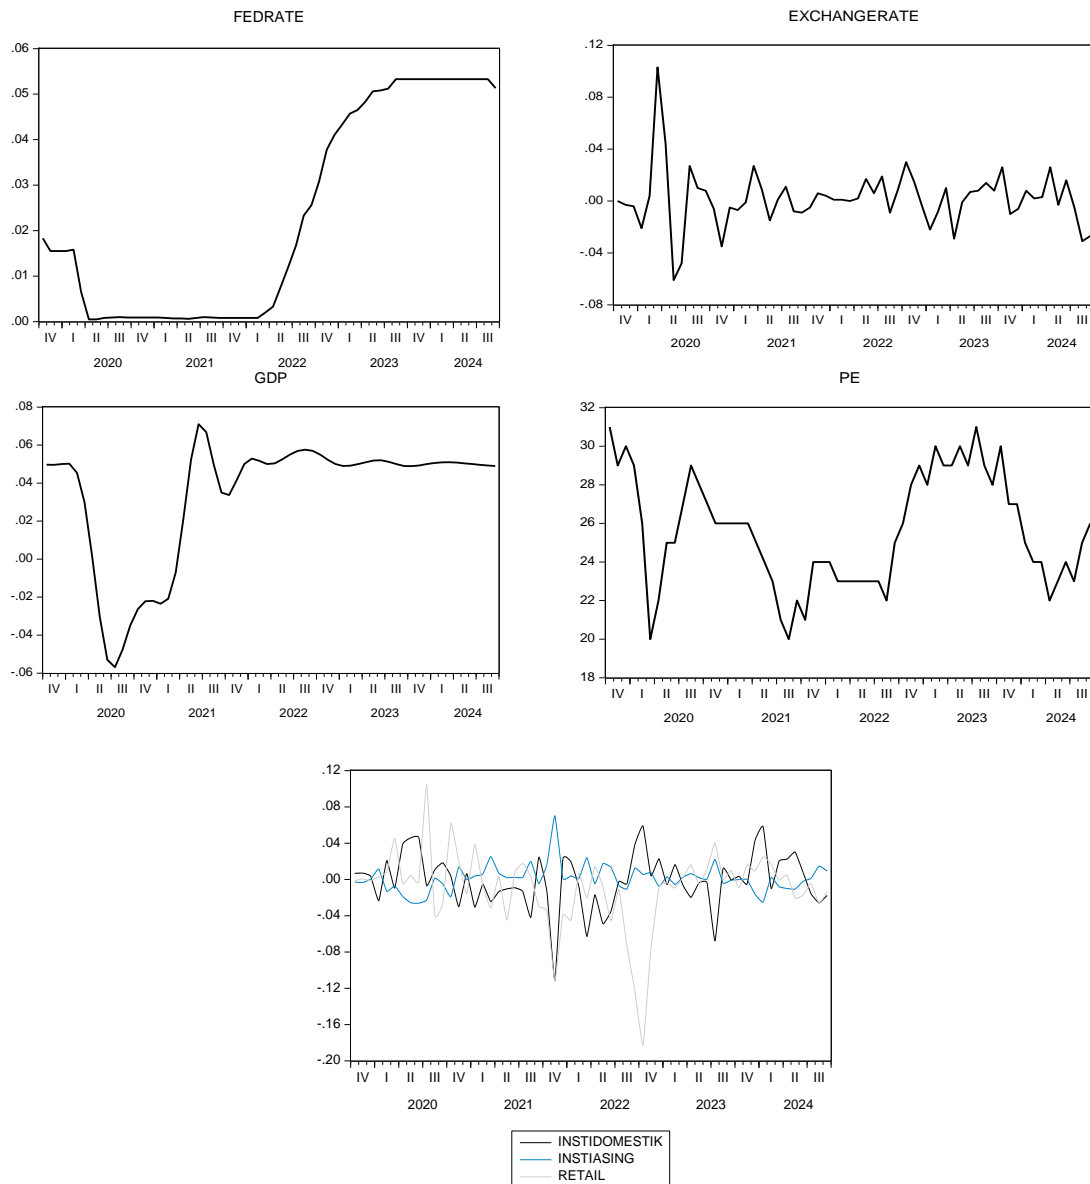 FEDRATE
.06
.05
.04
.03
.02
.01
.00
IV I II III IV I II III IV I II III IV I II III IV I II III
2020 2021 2022 2023 2024
EXCHANGERATE
.12
.08
.04
.00
-.04
-.08
IV I II III IV I II III IV I II III IV I II III IV I II III
2020 2021 2022 2023 2024
GDP
.08
.06
.04
.02
.00
-.02
-.04
-.06
IV I II III IV I II III IV I II III IV I II III IV I II III
2020 2021 2022 2023 2024
PE
32
30
28
26
24
22
20
18
IV I II III IV I II III IV I II III IV I II III IV I II III
2020 2021 2022 2023 2024
.12
.08
.04
.00
-.04
-.08
-.12
-.16
-.20
IV I II III IV I II III IV I II III IV I II III IV I II III
2020 2021 2022 2023 2024
INSTIDOMESTIK
INSTIASING
RETAIL